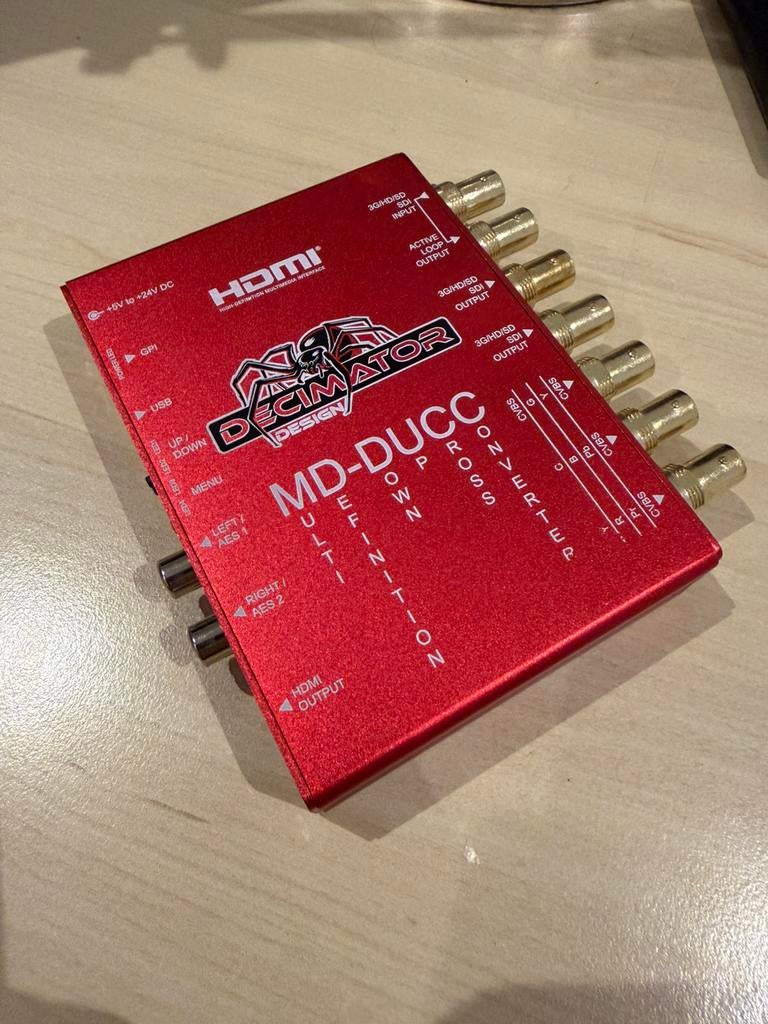 3G/HD/SD
SDI
INPUT
ACTIVE
LOOP
OUTPUT
3G/HD/SD
SDI
OUTPUT
3G/HD/SD
SDI
OUTPUT
HDMI®
HIGH-DEFINITION MULTIMEDIA INTERFACE
+5V to +24V DC
POWER LED
GPI
USB
UP /
DOWN
MENU
LEFT /
AES 1
RIGHT /
AES 2
HDMI
OUTPUT
DECIMATOR
DESIGN
MD-DUCC
MULTI
DEFINITION
DOWN
UP
CROSS
CONVERTER
CVBS G Y CVBS
C B Pb CVBS
Y R Pr CVBS